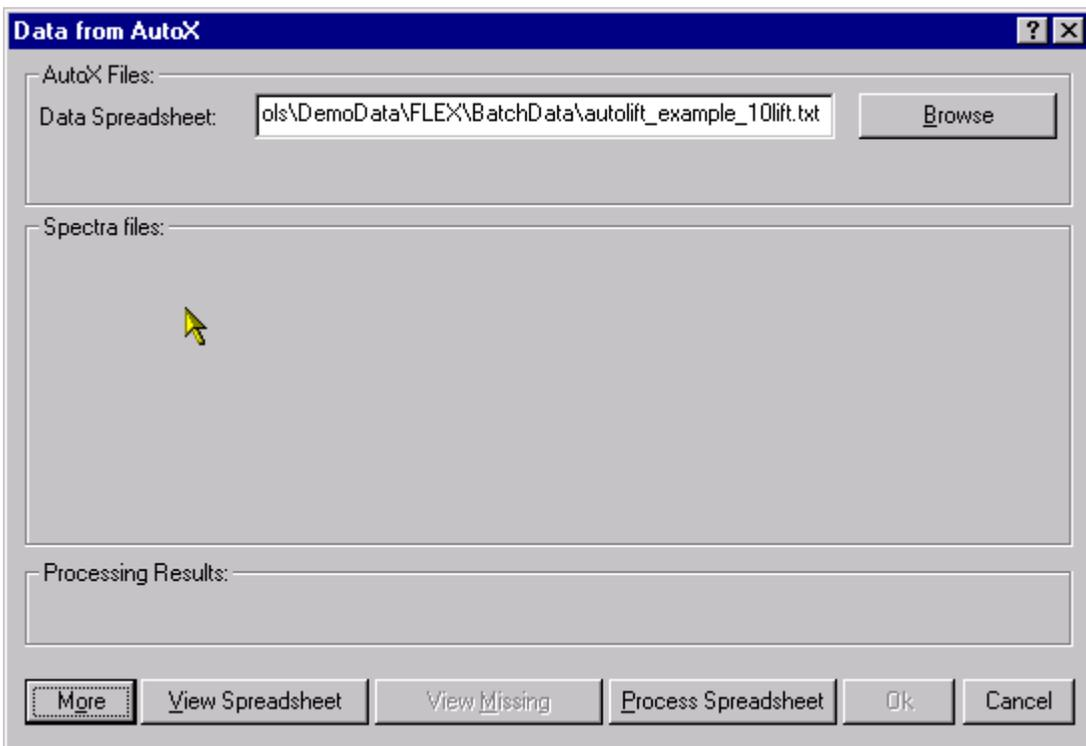 Data from AutoX
AutoX Files:
Data Spreadsheet: ols\DemoData\FLEX\BatchData\autolift_example_10lift.txt Browse
Spectra files:
Processing Results:
More View Spreadsheet View Missing Process Spreadsheet Ok Cancel